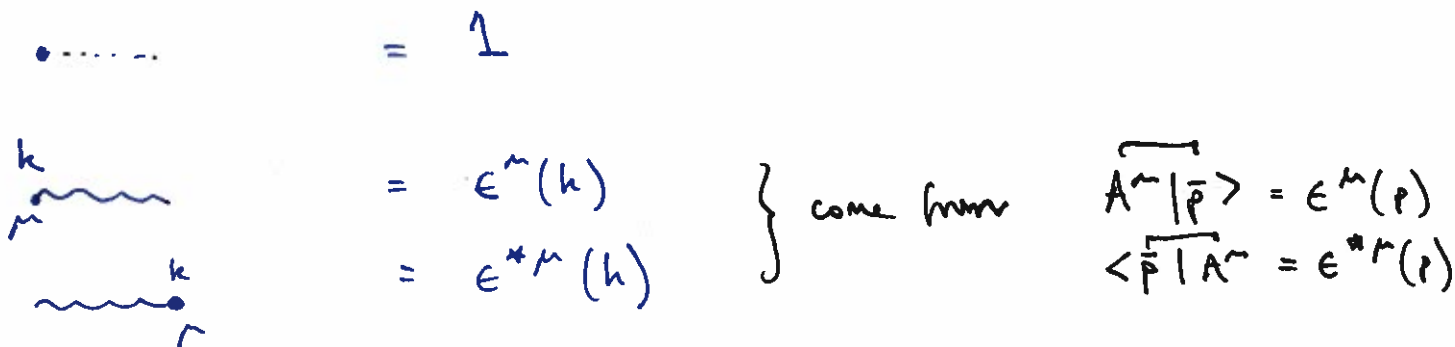 = 1
k
μ = ϵ^μ(k) } come from A^μ|p̄> = ϵ^μ(p)
k = ϵ^{*μ}(k) <p̄|A^μ = ϵ^{*μ}(p)
μ